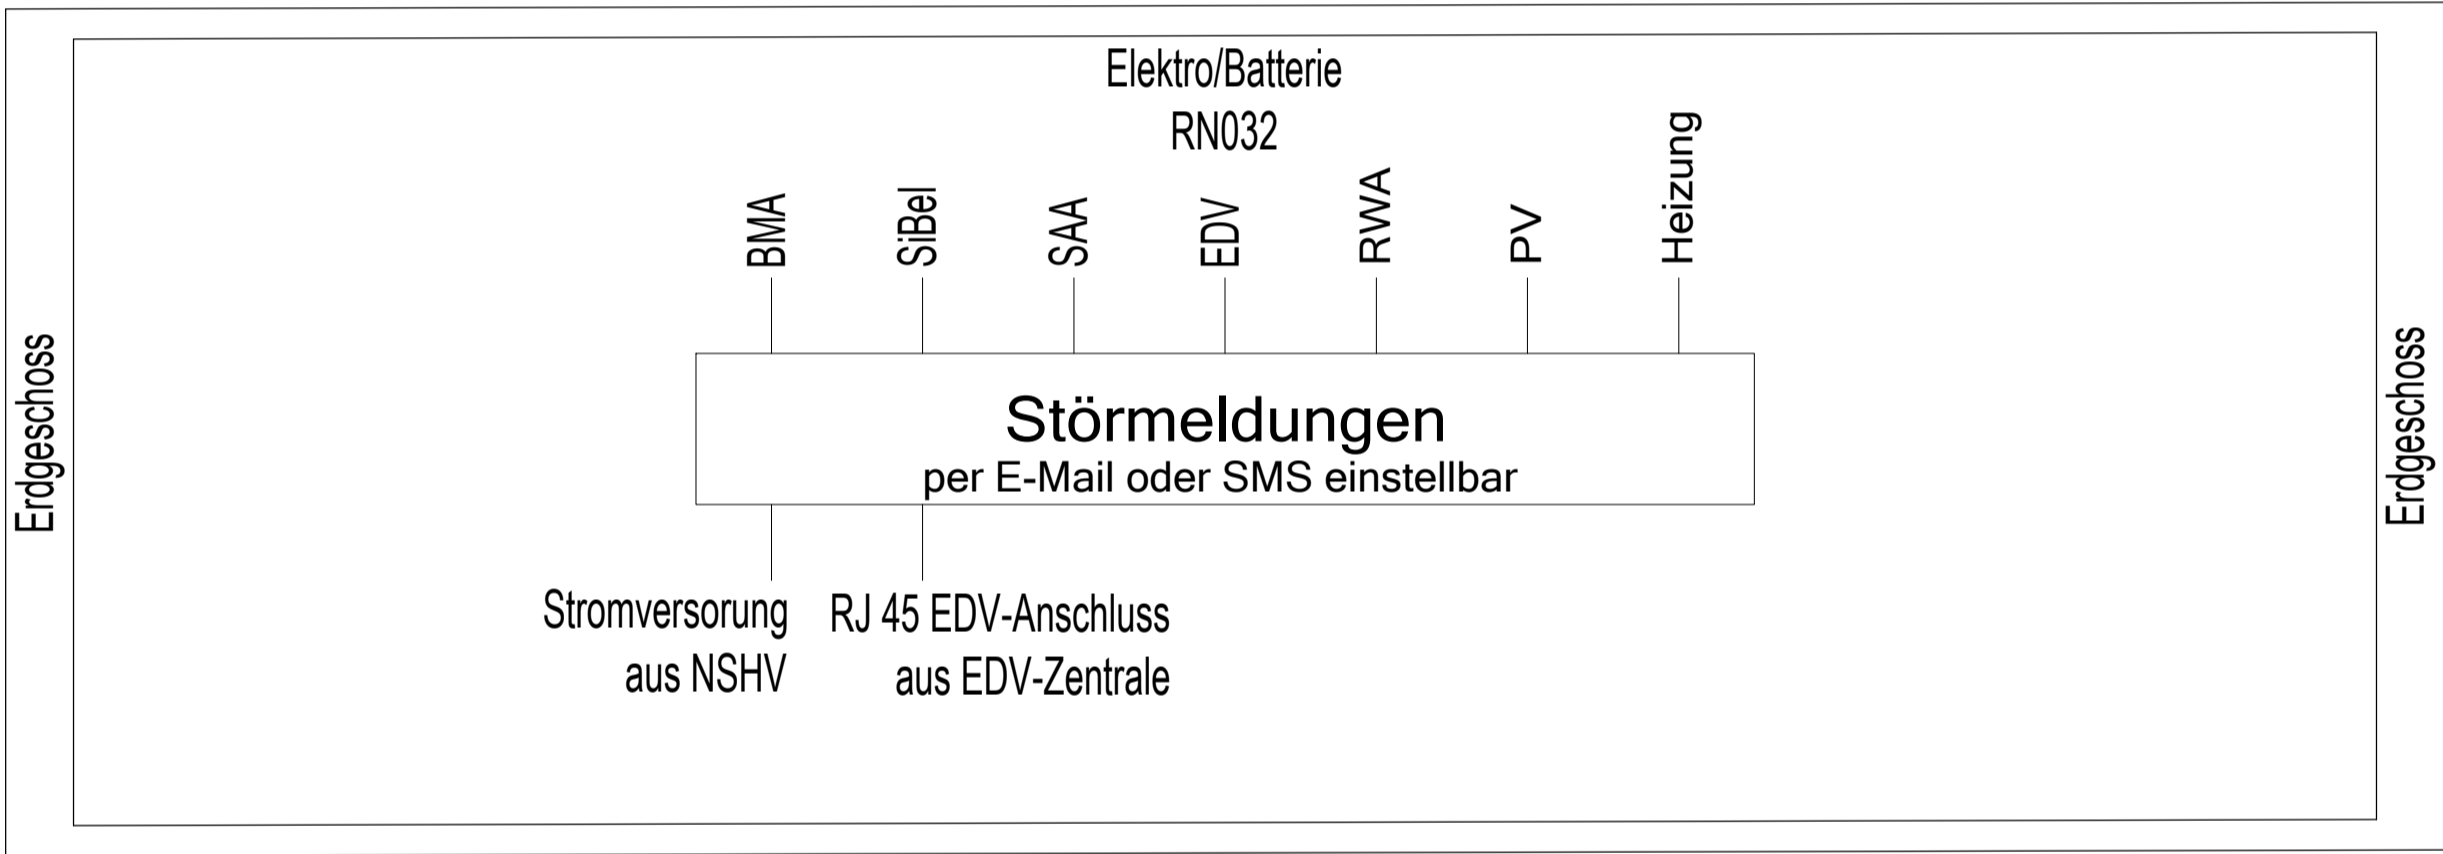 Elektro/Batterie
RN032
BMA
SiBel
SAA
EDV
RWA
PV
Heizung
Erdgeschoss
Störmeldungen
per E-Mail oder SMS einstellbar
Erdgeschoss
Stromversorung
aus NSHV
RJ 45 EDV-Anschluss
aus EDV-Zentrale